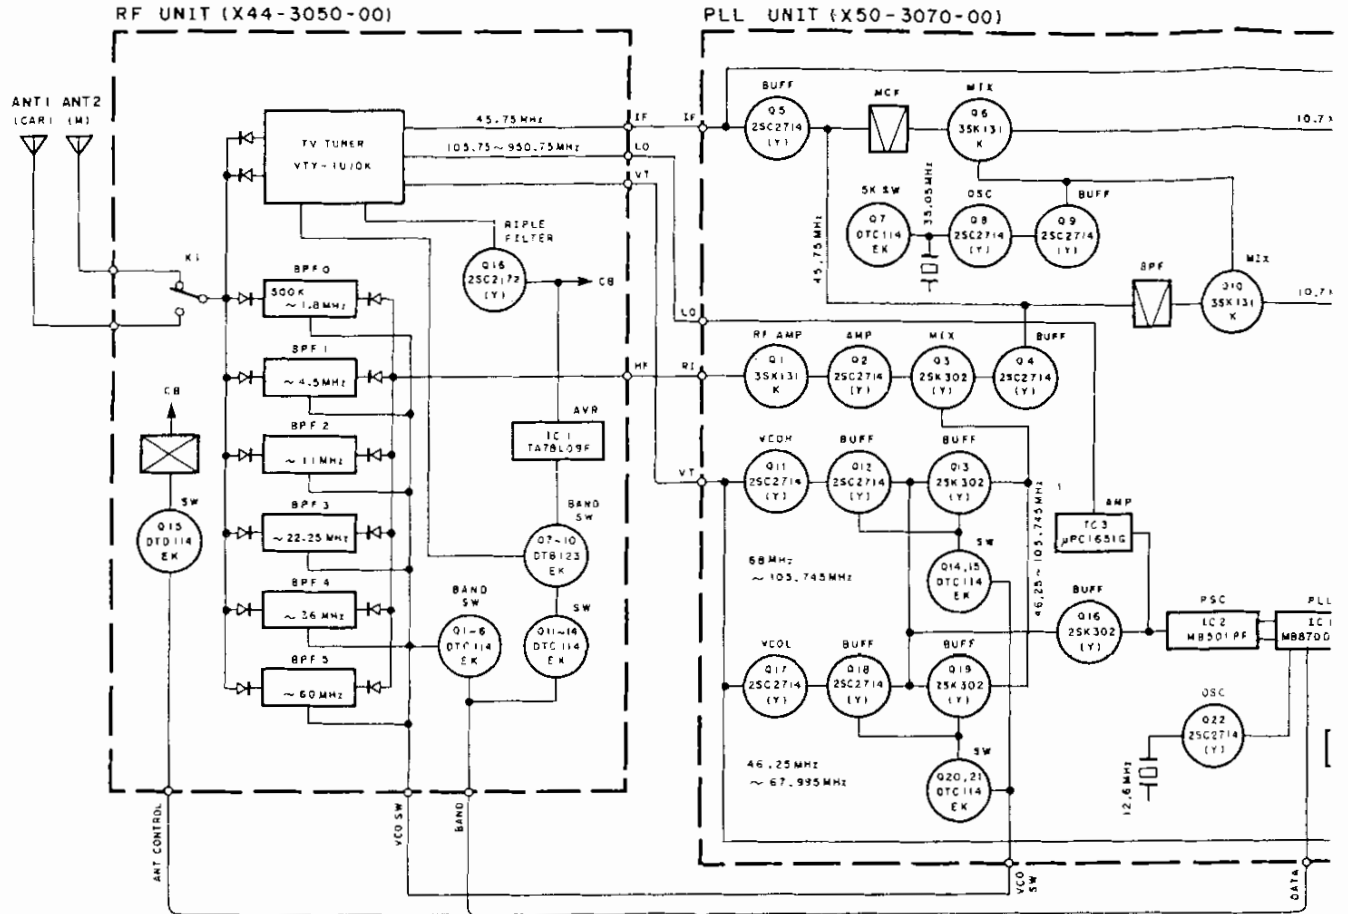 RF UNIT (X44-3050-00)
PLL UNIT (X50-3070-00)
ANT1 ANT2
(CAR) (M)
TV TUNER
VTY-1U10K
45.75MHz
105.75~950.75MHz
IF
LO
VT
RIPLE
FILTER
Q16
2SC2172
(Y)
C8
K1
BPF0
500K
~1.8MHz
BPF1
~4.5MHz
BPF2
~11MHz
BPF3
~22.25MHz
BPF4
~36MHz
BPF5
~60MHz
HF
C8
SW
Q15
DTD114
EK
AVR
IC1
TA78L09F
BAND
SW
Q7~10
DTB123
EK
BAND
SW
Q1~6
DTC114
EK
SW
Q11~14
DTC114
EK
ANT CONTROL
VCO SW
BAND
IF
BUFF
Q5
2SC2714
(Y)
MCF
MIX
Q6
3SK131
K
10.7
45.75MHz
SK SW
Q7
DTC114
EK
35.05MHz
OSC
Q8
2SC2714
(Y)
BUFF
Q9
2SC2714
(Y)
BPF
MIX
Q10
3SK131
K
10.7
LO
RI
RF AMP
Q1
3SK131
K
AMP
Q2
2SC2714
(Y)
MIX
Q3
2SK302
(Y)
BUFF
Q4
2SC2714
(Y)
VT
VCOH
Q11
2SC2714
(Y)
BUFF
Q12
2SC2714
(Y)
BUFF
Q13
2SK302
(Y)
68MHz
~105.745MHz
SW
Q14,15
DTC114
EK
46.25~105.745MHz
AMP
IC3
μPC1651G
BUFF
Q16
2SK302
(Y)
PSC
IC2
MB501PF
PLL
IC1
MB870
VCOL
Q17
2SC2714
(Y)
BUFF
Q18
2SC2714
(Y)
BUFF
Q19
2SK302
(Y)
46.25MHz
~67.995MHz
SW
Q20,21
DTC114
EK
OSC
Q22
2SC2714
(Y)
12.6MHz
VCO
SW
DATA